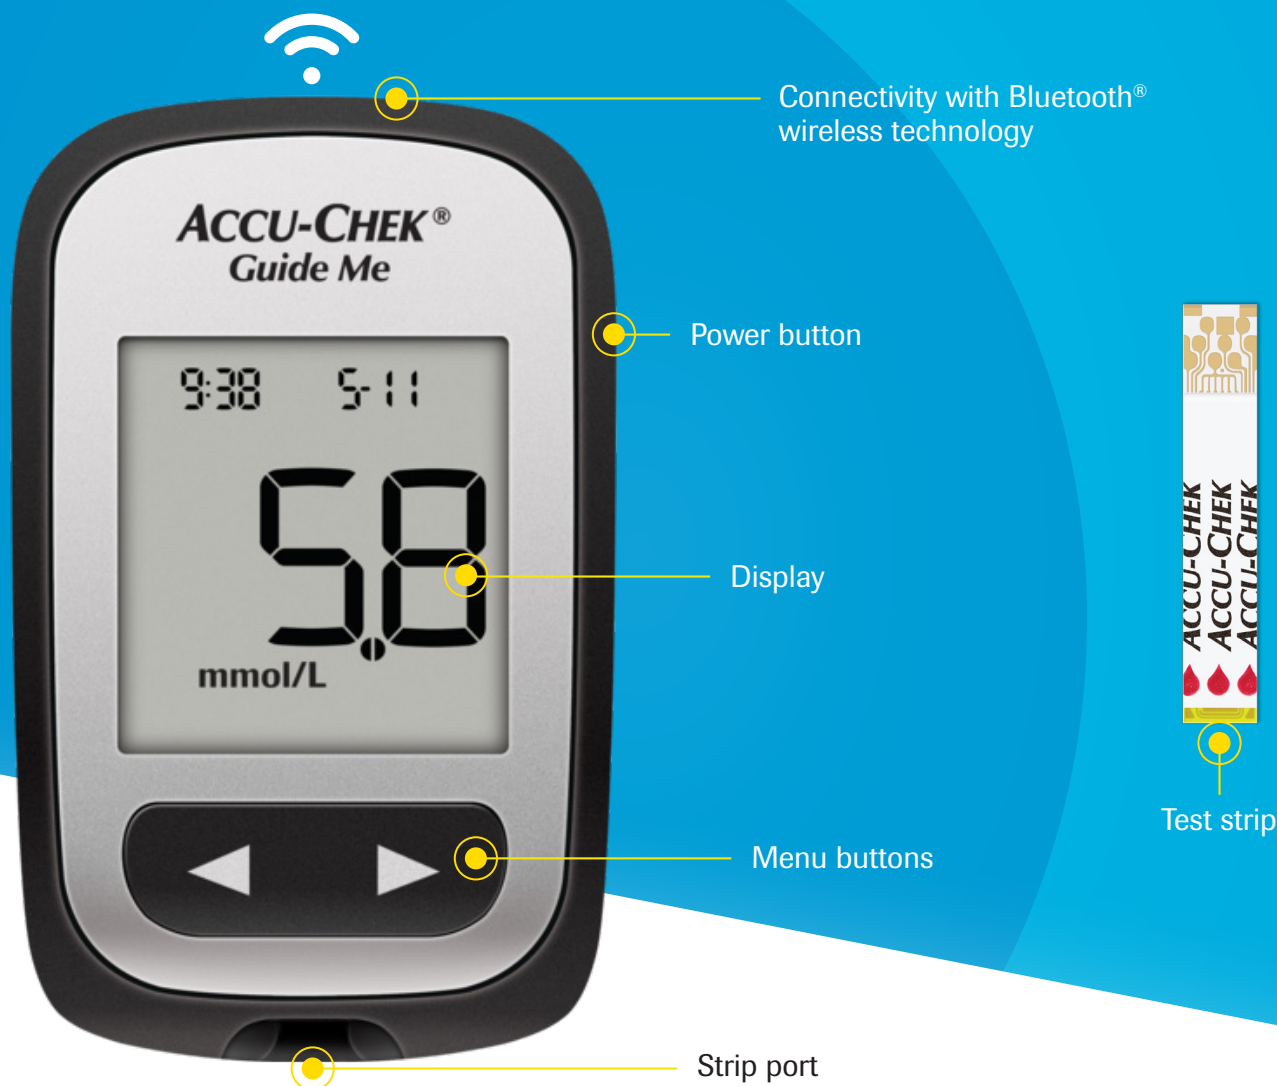 Connectivity with Bluetooth®
wireless technology
ACCU-CHEK®
Guide Me
Power button
9:38 5-11
5.8
mmol/L
Display
ACCU-CHEK
ACCU-CHEK
ACCU-CHEK
Test strip
Menu buttons
Strip port